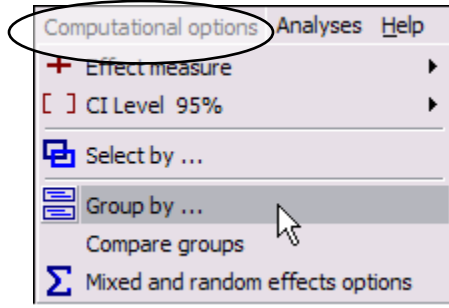 Computational options Analyses Help
Effect measure
[ ] CI Level 95%
Select by ...
Group by ...
Compare groups
Σ Mixed and random effects options